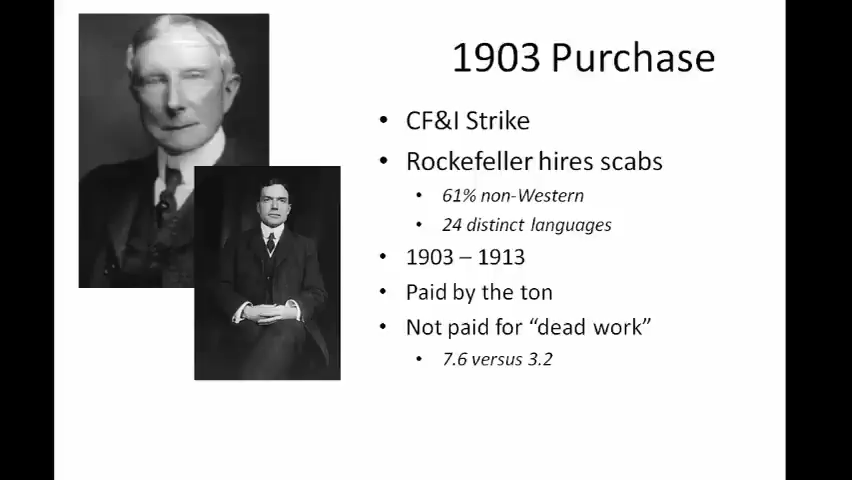 1903 Purchase
• CF&I Strike
• Rockefeller hires scabs
• 61% non-Western
• 24 distinct languages
• 1903 – 1913
• Paid by the ton
• Not paid for “dead work”
• 7.6 versus 3.2